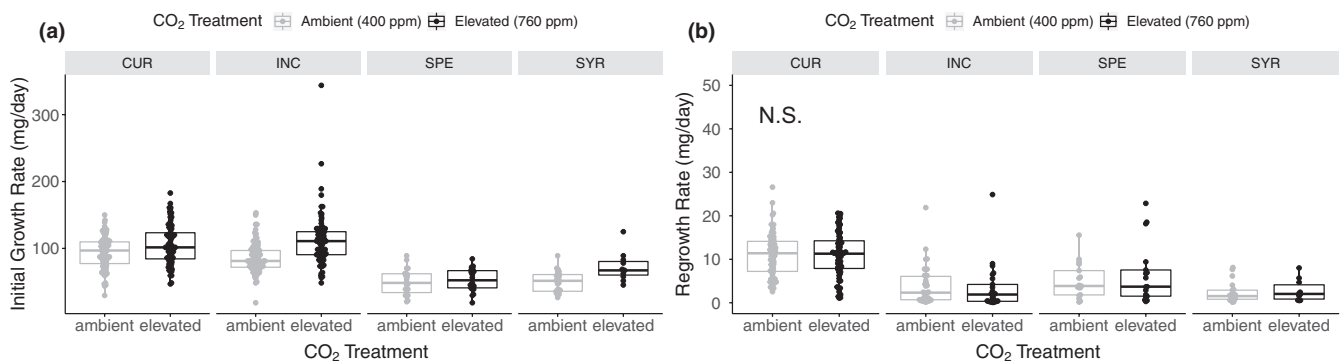 CO₂ Treatment Ambient (400 ppm) Elevated (760 ppm)
(a)
CUR INC SPE SYR
Initial Growth Rate (mg/day)
300
200
100
ambient elevated ambient elevated ambient elevated ambient elevated
CO₂ Treatment
CO₂ Treatment Ambient (400 ppm) Elevated (760 ppm)
(b)
CUR INC SPE SYR
Regrowth Rate (mg/day)
50
40
30
20
10
0
N.S.
ambient elevated ambient elevated ambient elevated ambient elevated
CO₂ Treatment